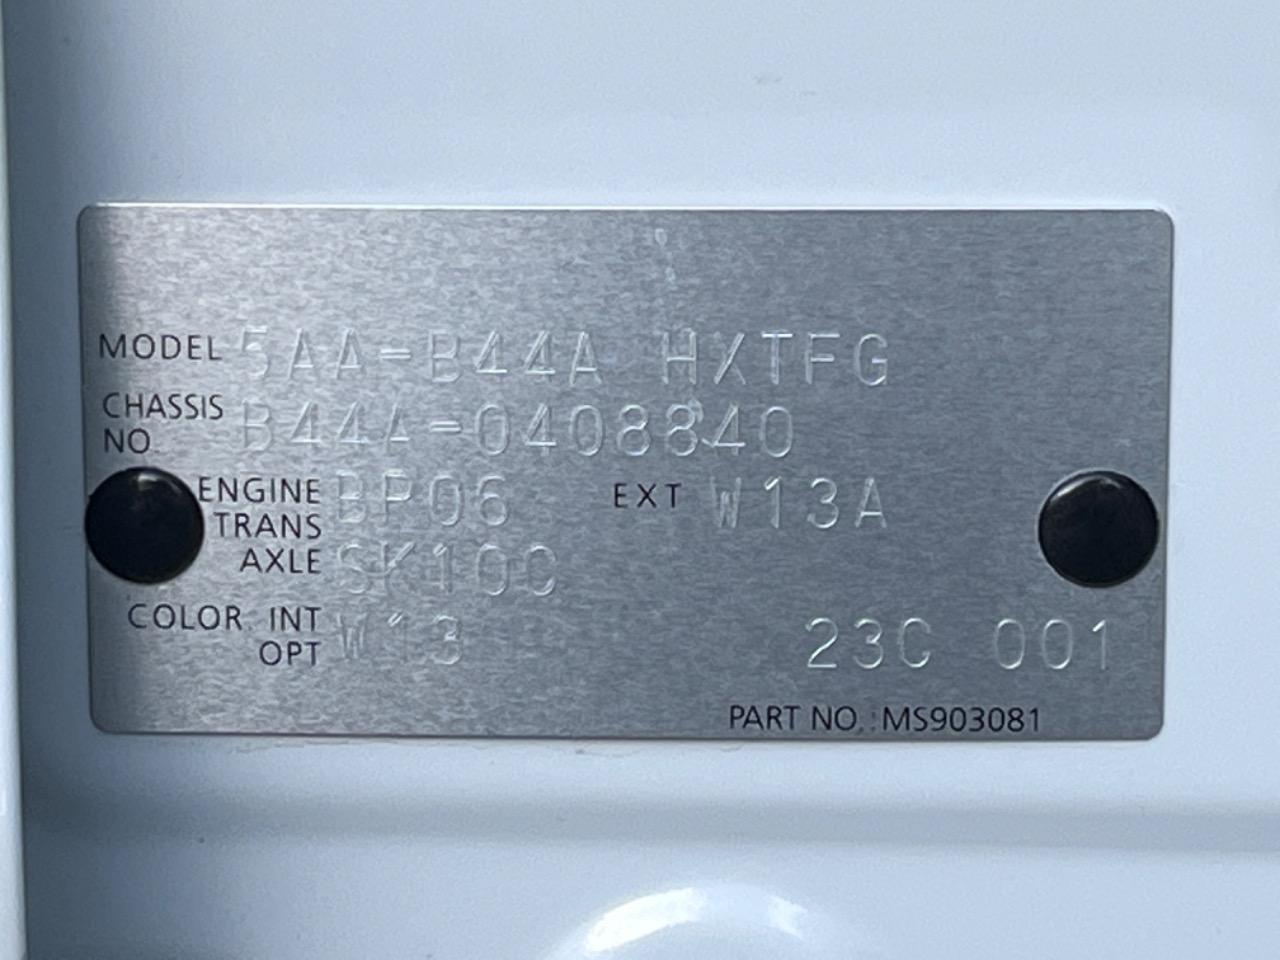 MODEL 5AA-B44A HXTFG
CHASSIS NO. B44A-0408840
ENGINE BP06 EXT W13A
TRANS AXLE SK10C
COLOR INT W13 23C 001
OPT
PART NO.:MS903081